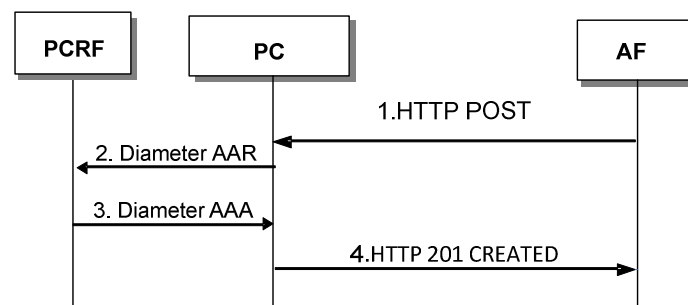 PCRF
PC
AF
1.HTTP POST
2. Diameter AAR
3. Diameter AAA
4.HTTP 201 CREATED